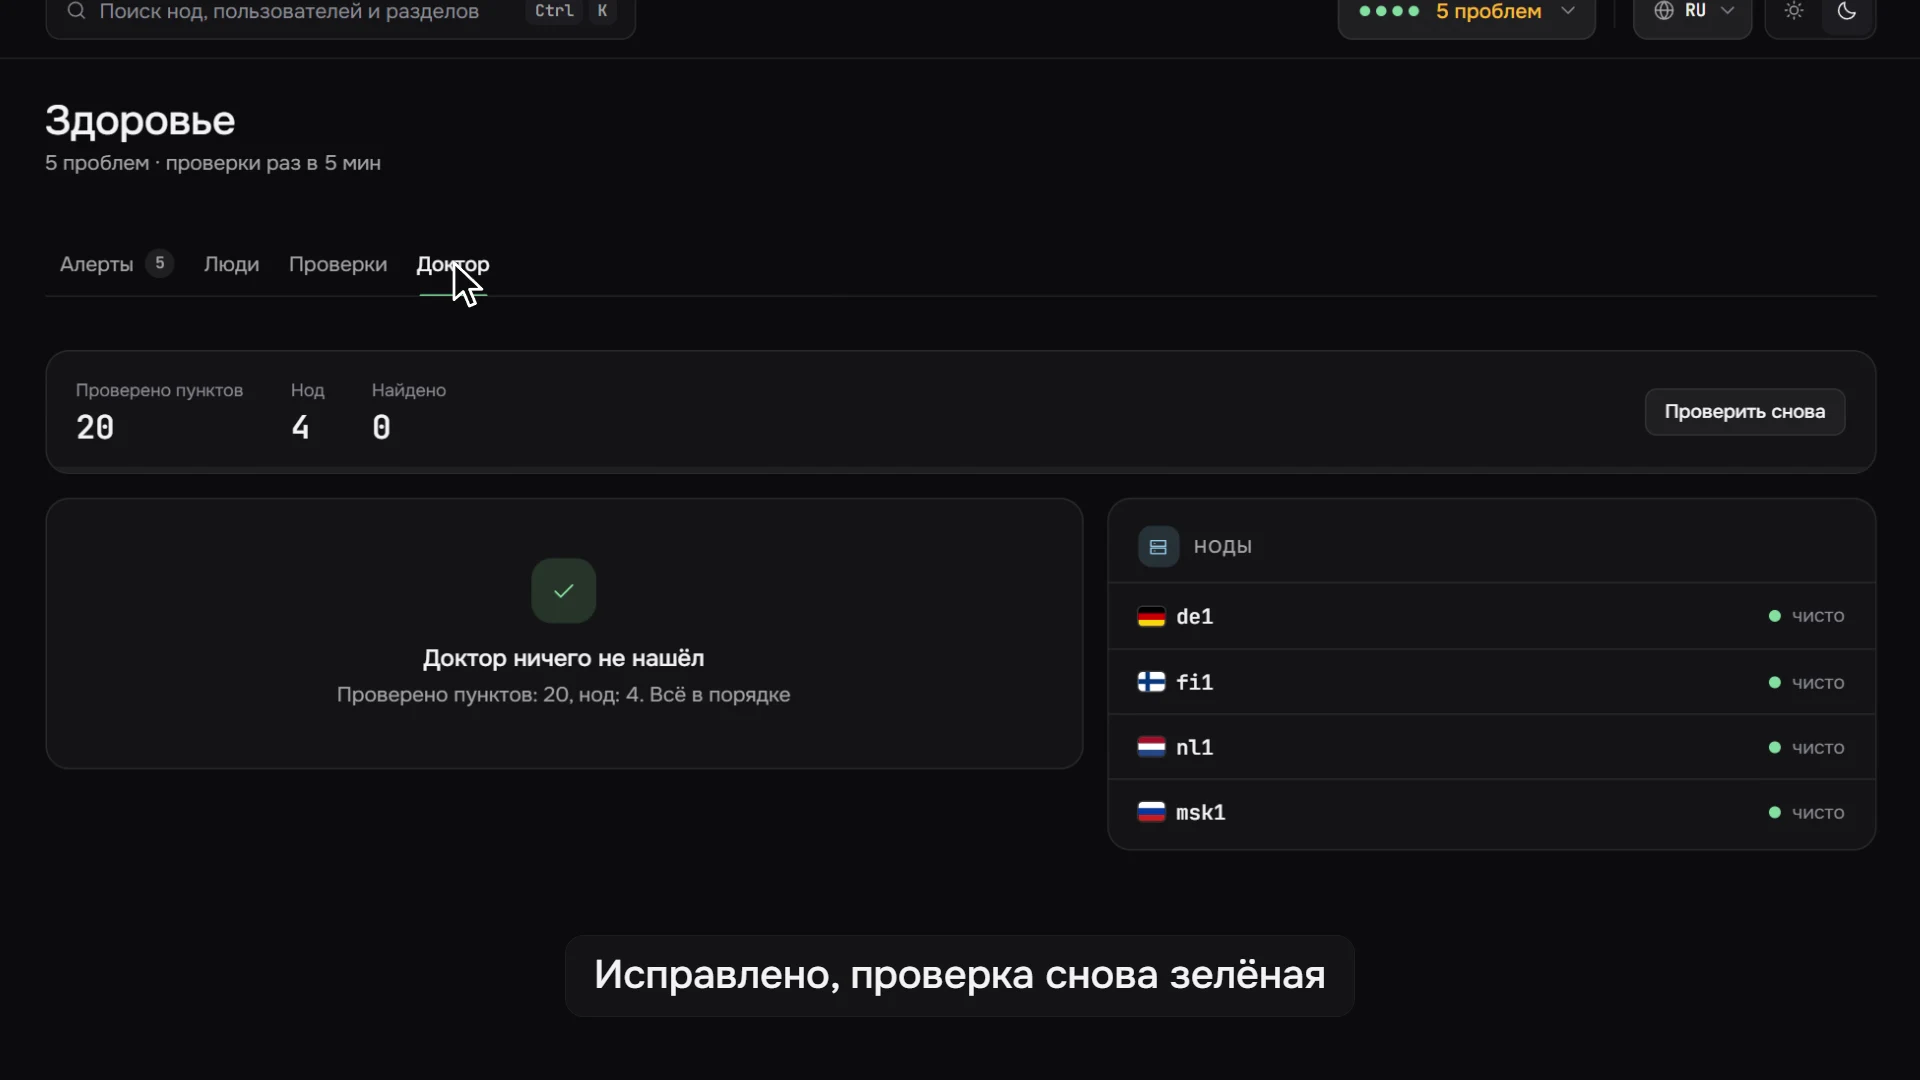 Поиск нод, пользователей и разделов Ctrl K
5 проблем
RU
Здоровье
5 проблем · проверки раз в 5 мин
Алерты 5 Люди Проверки Доктор
Проверено пунктов Нод Найдено
20 4 0
Проверить снова
Доктор ничего не нашёл
Проверено пунктов: 20, нод: 4. Всё в порядке
НОДЫ
de1 чисто
fi1 чисто
nl1 чисто
msk1 чисто
Исправлено, проверка снова зелёная